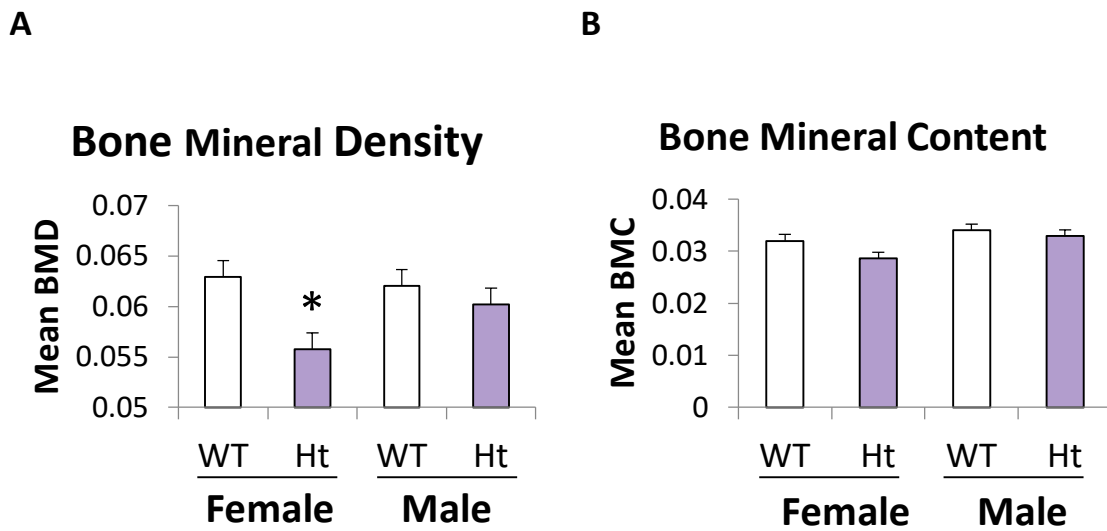 A
B
Bone Mineral Density
Mean BMD
0.07
0.065
0.06
0.055
0.05
*
WT Ht WT Ht
Female Male
Bone Mineral Content
Mean BMC
0.04
0.03
0.02
0.01
0
WT Ht WT Ht
Female Male